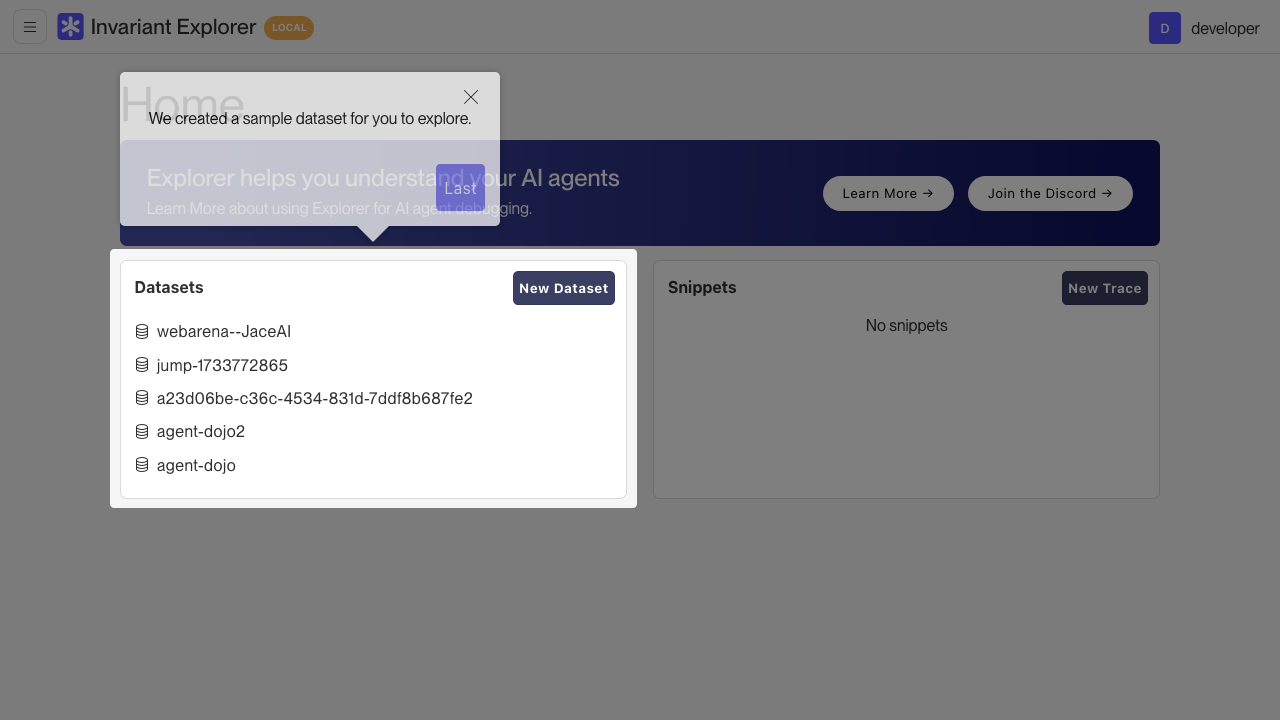 Invariant Explorer LOCAL
D developer
Home
We created a sample dataset for you to explore.
Last
Explorer helps you understand your AI agents
Learn More about using Explorer for AI agent debugging.
Learn More →
Join the Discord →
Datasets
New Dataset
webarena--JaceAI
jump-1733772865
a23d06be-c36c-4534-831d-7ddf8b687fe2
agent-dojo2
agent-dojo
Snippets
New Trace
No snippets